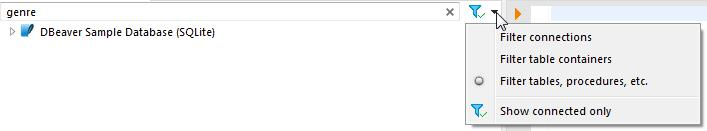 genre
DBeaver Sample Database (SQLite)
Filter connections
Filter table containers
Filter tables, procedures, etc.
Show connected only